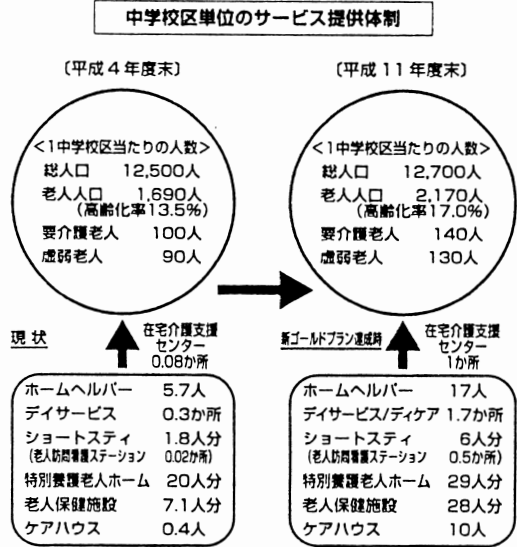 中学校区単位のサービス提供体制
〔平成4年度末〕
<1中学校区当たりの人数>
総人口 12,500人
老人人口 1,690人
(高齢化率13.5%)
要介護老人 100人
虚弱老人 90人
現状
在宅介護支援
センター
0.08か所
ホームヘルパー 5.7人
デイサービス 0.3か所
ショートスティ 1.8人分
(老人訪問看護ステーション 0.02か所)
特別養護老人ホーム 20人分
老人保健施設 7.1人分
ケアハウス 0.4人
〔平成11年度末〕
<1中学校区当たりの人数>
総人口 12,700人
老人人口 2,170人
(高齢化率17.0%)
要介護老人 140人
虚弱老人 130人
新ゴールドプラン達成時
在宅介護支援
センター
1か所
ホームヘルパー 17人
デイサービス/ディケア 1.7か所
ショートスティ 6人分
(老人訪問看護ステーション 0.5か所)
特別養護老人ホーム 29人分
老人保健施設 28人分
ケアハウス 10人